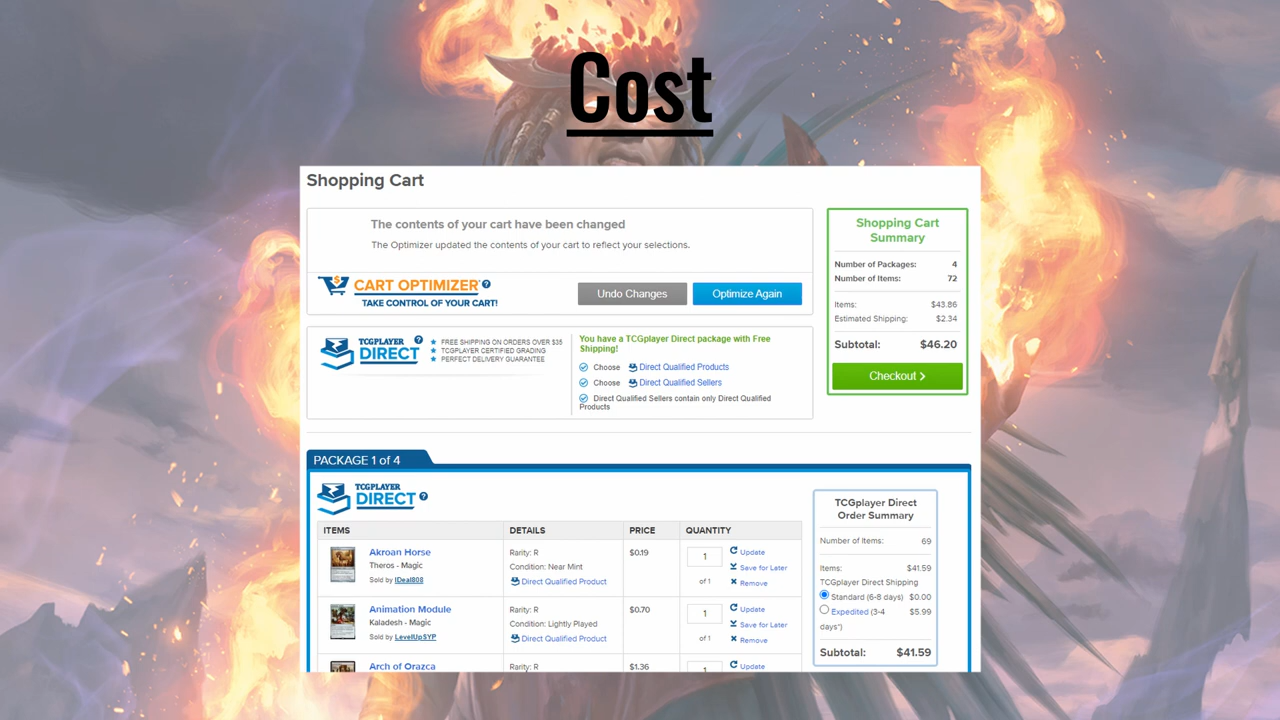 Cost
Shopping Cart
The contents of your cart have been changed
The Optimizer updated the contents of your cart to reflect your selections.
CART OPTIMIZER ?
TAKE CONTROL OF YOUR CART!
Undo Changes
Optimize Again
TCGPLAYER
DIRECT ?
FREE SHIPPING ON ORDERS OVER $35
TCGPLAYER CERTIFIED GRADING
PERFECT DELIVERY GUARANTEE
You have a TCGplayer Direct package with Free
Shipping!
Choose Direct Qualified Products
Choose Direct Qualified Sellers
Direct Qualified Sellers contain only Direct Qualified
Products
Shopping Cart
Summary
Number of Packages: 4
Number of Items: 72
Items: $43.86
Estimated Shipping: $2.34
Subtotal: $46.20
Checkout >
PACKAGE 1 of 4
TCGPLAYER
DIRECT ?
ITEMS DETAILS PRICE QUANTITY
Akroan Horse
Theros - Magic
Sold by IDeal808
Rarity: R
Condition: Near Mint
Direct Qualified Product
$0.19
1
of 1
Update
Save for Later
Remove
Animation Module
Kaladesh - Magic
Sold by LevelUpSYP
Rarity: R
Condition: Lightly Played
Direct Qualified Product
$0.70
1
of 1
Update
Save for Later
Remove
Arch of Orazca
Rarity: R
$1.36
1
Update
TCGplayer Direct
Order Summary
Number of Items: 69
Items: $41.59
TCGplayer Direct Shipping
Standard (6-8 days) $0.00
Expedited (3-4 $5.99
days*)
Subtotal: $41.59